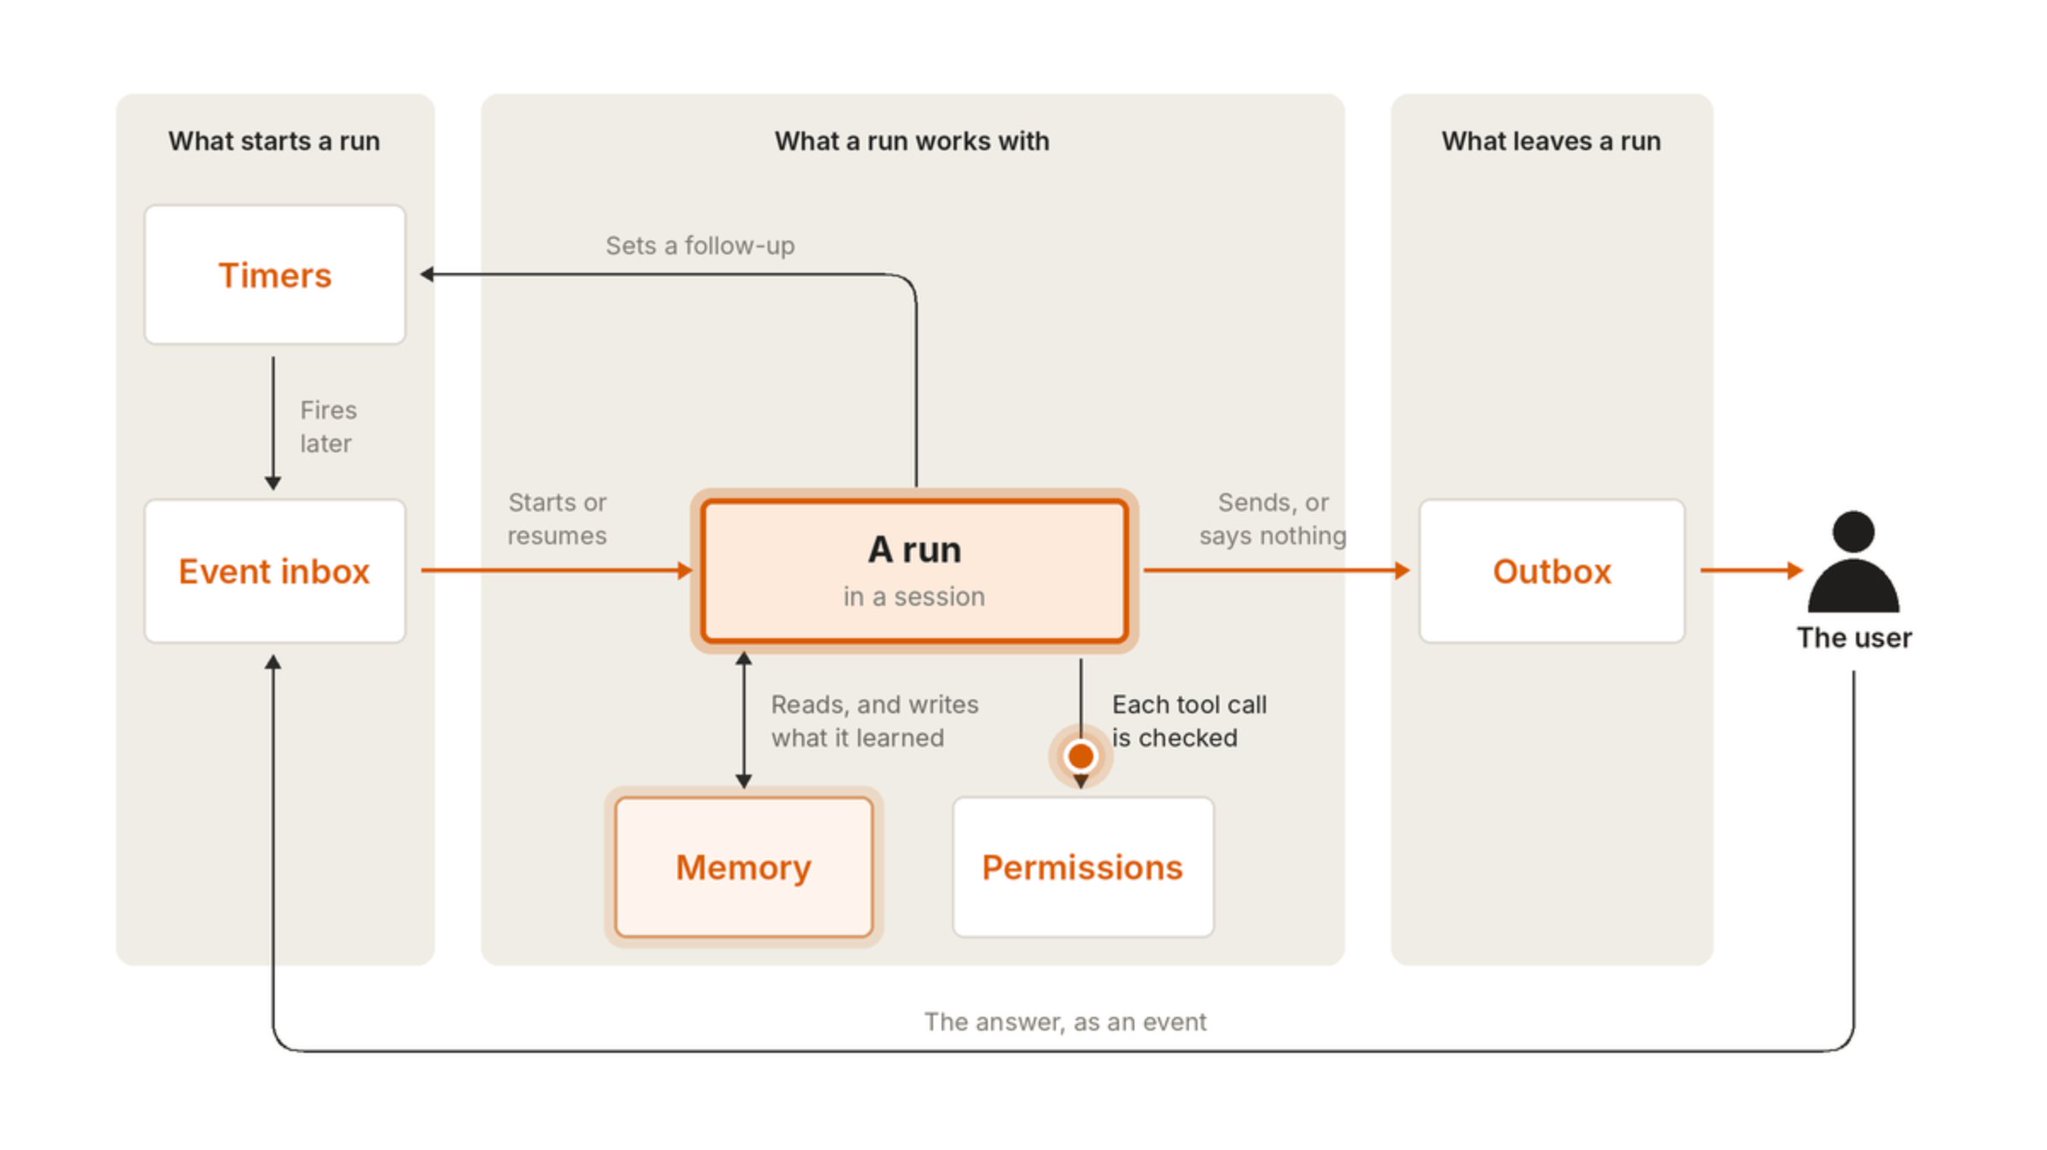 What starts a run
What a run works with
What leaves a run
Timers
Sets a follow-up
Fires
later
Event inbox
Starts or
resumes
A run
in a session
Sends, or
says nothing
Outbox
The user
Reads, and writes
what it learned
Each tool call
is checked
Memory
Permissions
The answer, as an event